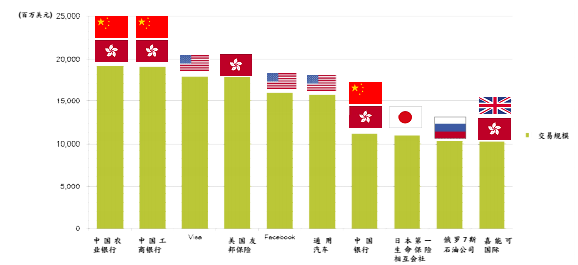 (百万美元)
25,000
20,000
15,000
10,000
5,000
0
中国农
业银行
中国工
商银行
Visa
美国友
邦保险
Facebook
通用
汽车
中国
银行
日本第一
生命保险
相互会社
俄罗7斯
石油公司
嘉能可
国际
交易规模